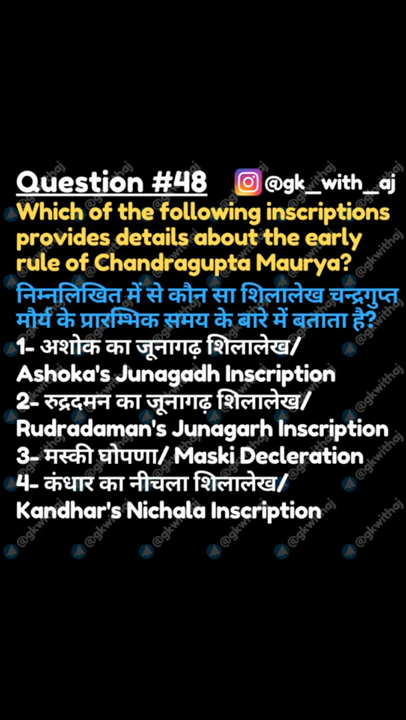 Question #48 @gk_with_aj
Which of the following inscriptions
provides details about the early
rule of Chandragupta Maurya?
निम्नलिखित में से कौन सा शिलालेख चन्द्रगुप्त
मौर्य के प्रारम्भिक समय के बारे में बताता है?
1- अशोक का जूनागढ़ शिलालेख/
Ashoka's Junagadh Inscription
2- रुद्रदमन का जूनागढ़ शिलालेख/
Rudradaman's Junagarh Inscription
3- मस्की घोपणा/ Maski Decleration
4- कंधार का नीचला शिलालेख/
Kandhar's Nichala Inscription